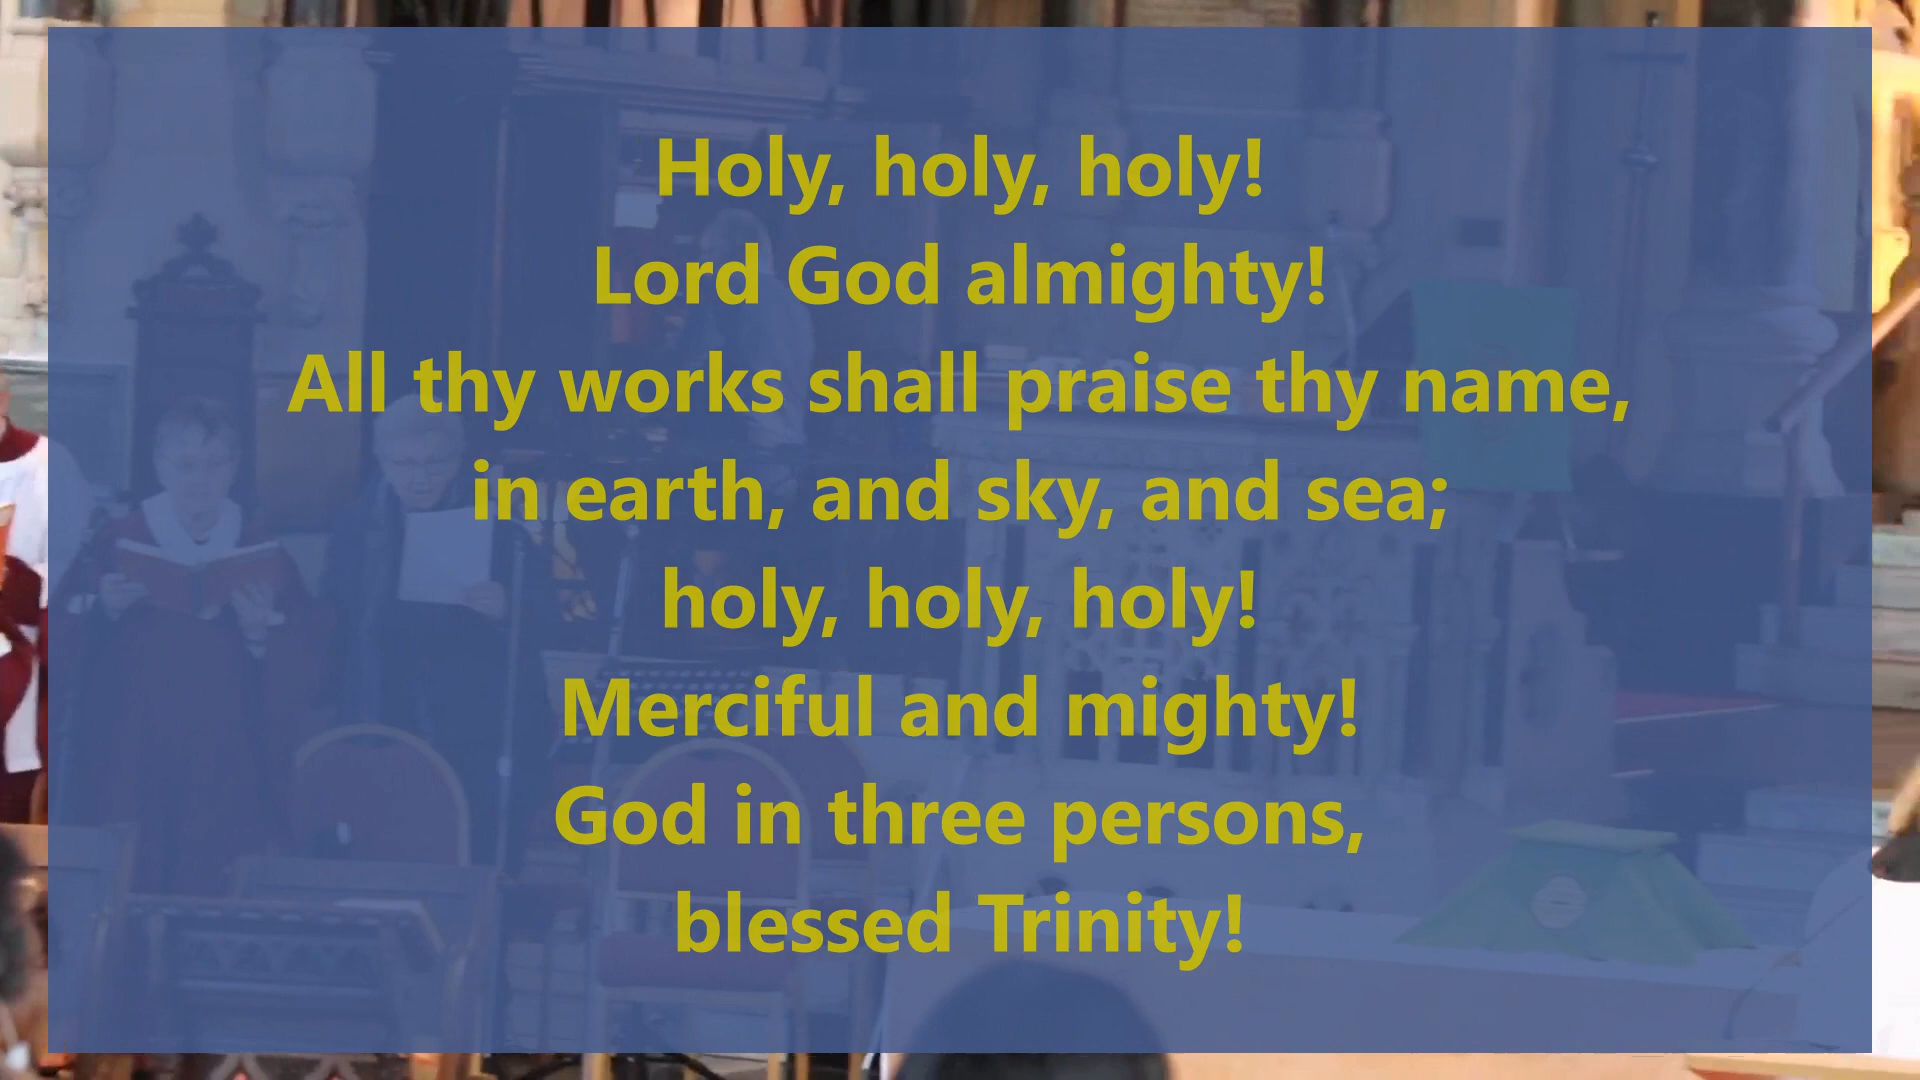 Holy, holy, holy!
Lord God almighty!
All thy works shall praise thy name,
in earth, and sky, and sea;
holy, holy, holy!
Merciful and mighty!
God in three persons,
blessed Trinity!